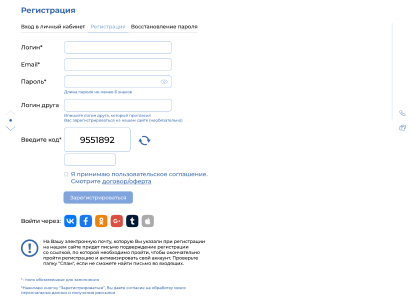 Регистрация
Вход в личный кабинет Регистрация Восстановление пароля
Логин*
Email*
Пароль*
Длина пароля не менее 6 знаков
Логин друга
Впишите логин друга, который пригласил
Вас зарегистрироваться на нашем сайте (необязательно)
Введите код*
9551892
Я принимаю пользовательское соглашение.
Смотрите договор/оферта
Зарегистрироваться
Войти через:
На Вашу электронную почту, которую Вы указали при регистрации
на нашем сайте придет письмо подтверждения регистрации
со ссылкой, по которой необходимо пройти, чтобы окончательно
пройти регистрацию и активировать свой аккаунт. Проверьте
папку "Спам", если не сможете найти письмо во входящих.
* - поля обязательные для заполнения
*Нажимая кнопку "Зарегистрироваться", Вы даете согласие на обработку своих
персональных данных и получение рассылки